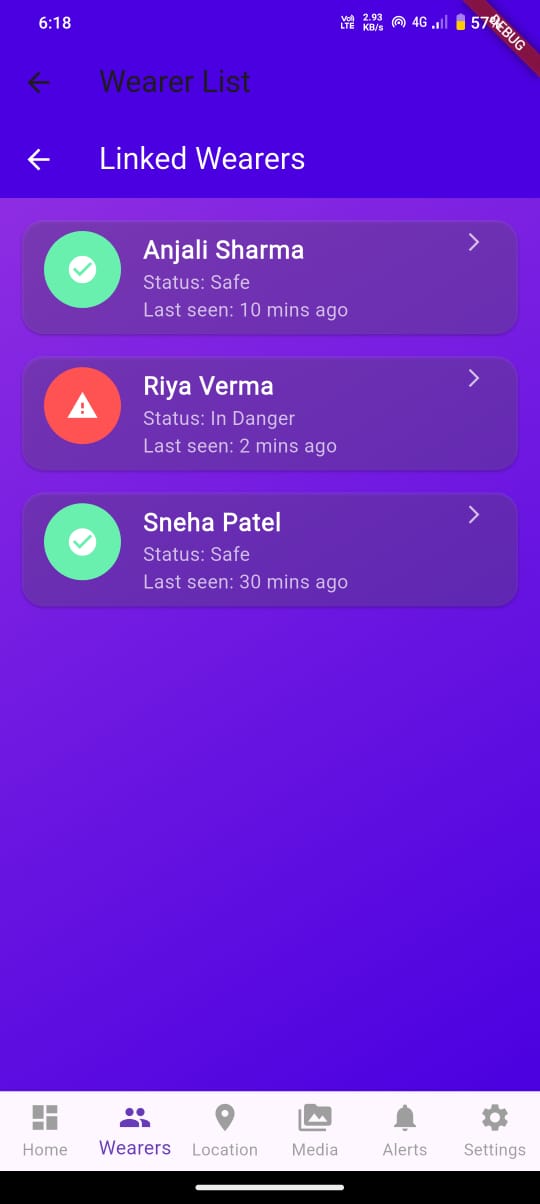 6:18 Vo) LTE 2.93 KB/s 4G 57%
DEBUG
Wearer List
Linked Wearers
Anjali Sharma
Status: Safe
Last seen: 10 mins ago
Riya Verma
Status: In Danger
Last seen: 2 mins ago
Sneha Patel
Status: Safe
Last seen: 30 mins ago
Home Wearers Location Media Alerts Settings